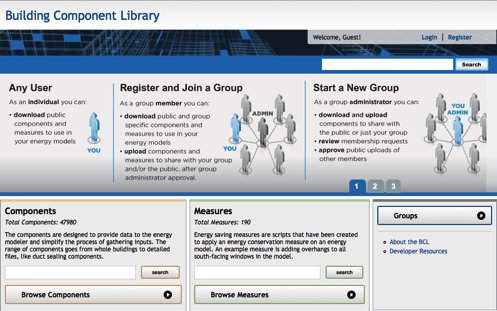 Building Component Library
Welcome, Guest! Login | Register
Search
Any User
As an individual you can:
• download public
components and
measures to use in
your energy models
YOU
Register and Join a Group
As a group member you can:
• download public and group
specific components and
measures to use in your
energy models
• upload components and
measures to share with your group
and/or the public, after group
administrator approval.
ADMIN
YOU
Start a New Group
As a group administrator you can:
• download and upload
components to share with
the public or just your group
• review membership requests
• approve public uploads of
other members
YOU
ADMIN
1 2 3
Components
Total Components: 47980
The components are designed to provide data to the energy
modeler and simplify the process of gathering inputs. The
range of components goes from whole buildings to detailed
files, like duct sealing components.
search
Browse Components
Measures
Total Measures: 190
Energy saving measures are scripts that have been created
to apply an energy conservation measure on an energy
model. An example measure is adding overhangs to all
south-facing windows in the model.
search
Browse Measures
Groups
About the BCL
Developer Resources